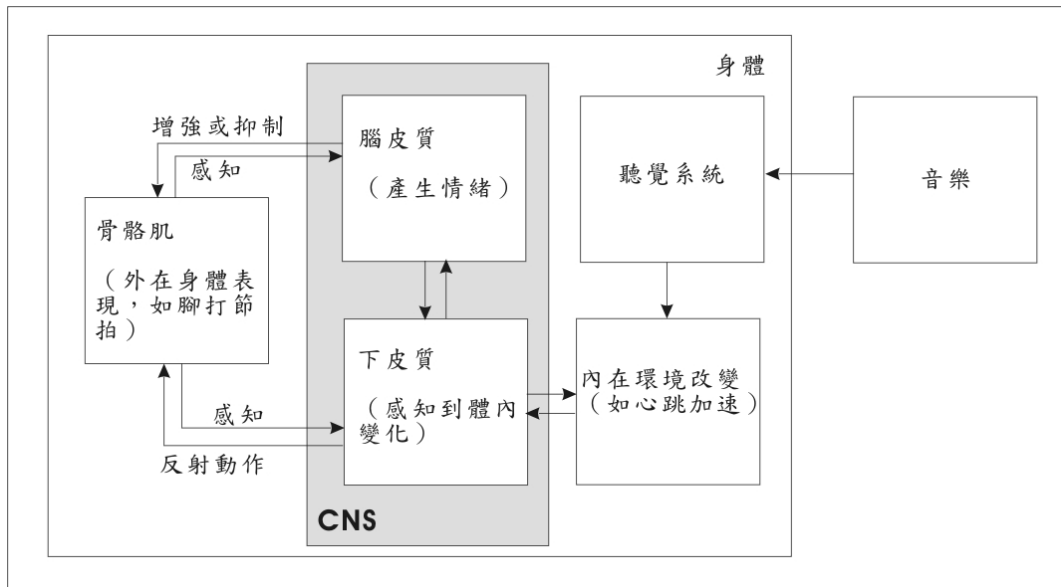 身體
增強或抑制
感知
骨骼肌
（外在身體表
現，如腳打節
拍）
感知
反射動作
腦皮質
（產生情緒）
下皮質
（感知到體內
變化）
CNS
聽覺系統
內在環境改變
（如心跳加速）
音樂